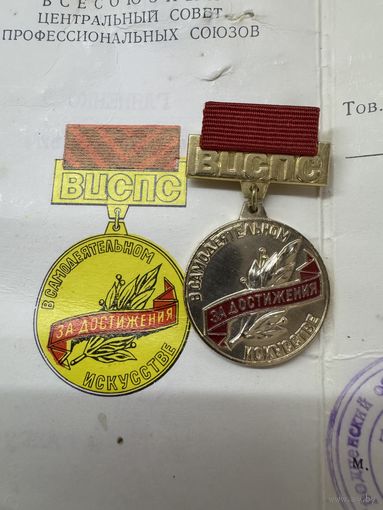 ЦЕНТРАЛЬНЫЙ СОВЕТ
ПРОФЕССИОНАЛЬНЫХ СОЮЗОВ
Тов.
ВЦСПС
В САМОДЕЯТЕЛЬНОМ
ЗА ДОСТИЖЕНИЯ
ИСКУССТВЕ
ВЦСПС
В САМОДЕЯТЕЛЬНОМ
ЗА ДОСТИЖЕНИЯ
ИСКУССТВЕ
М.